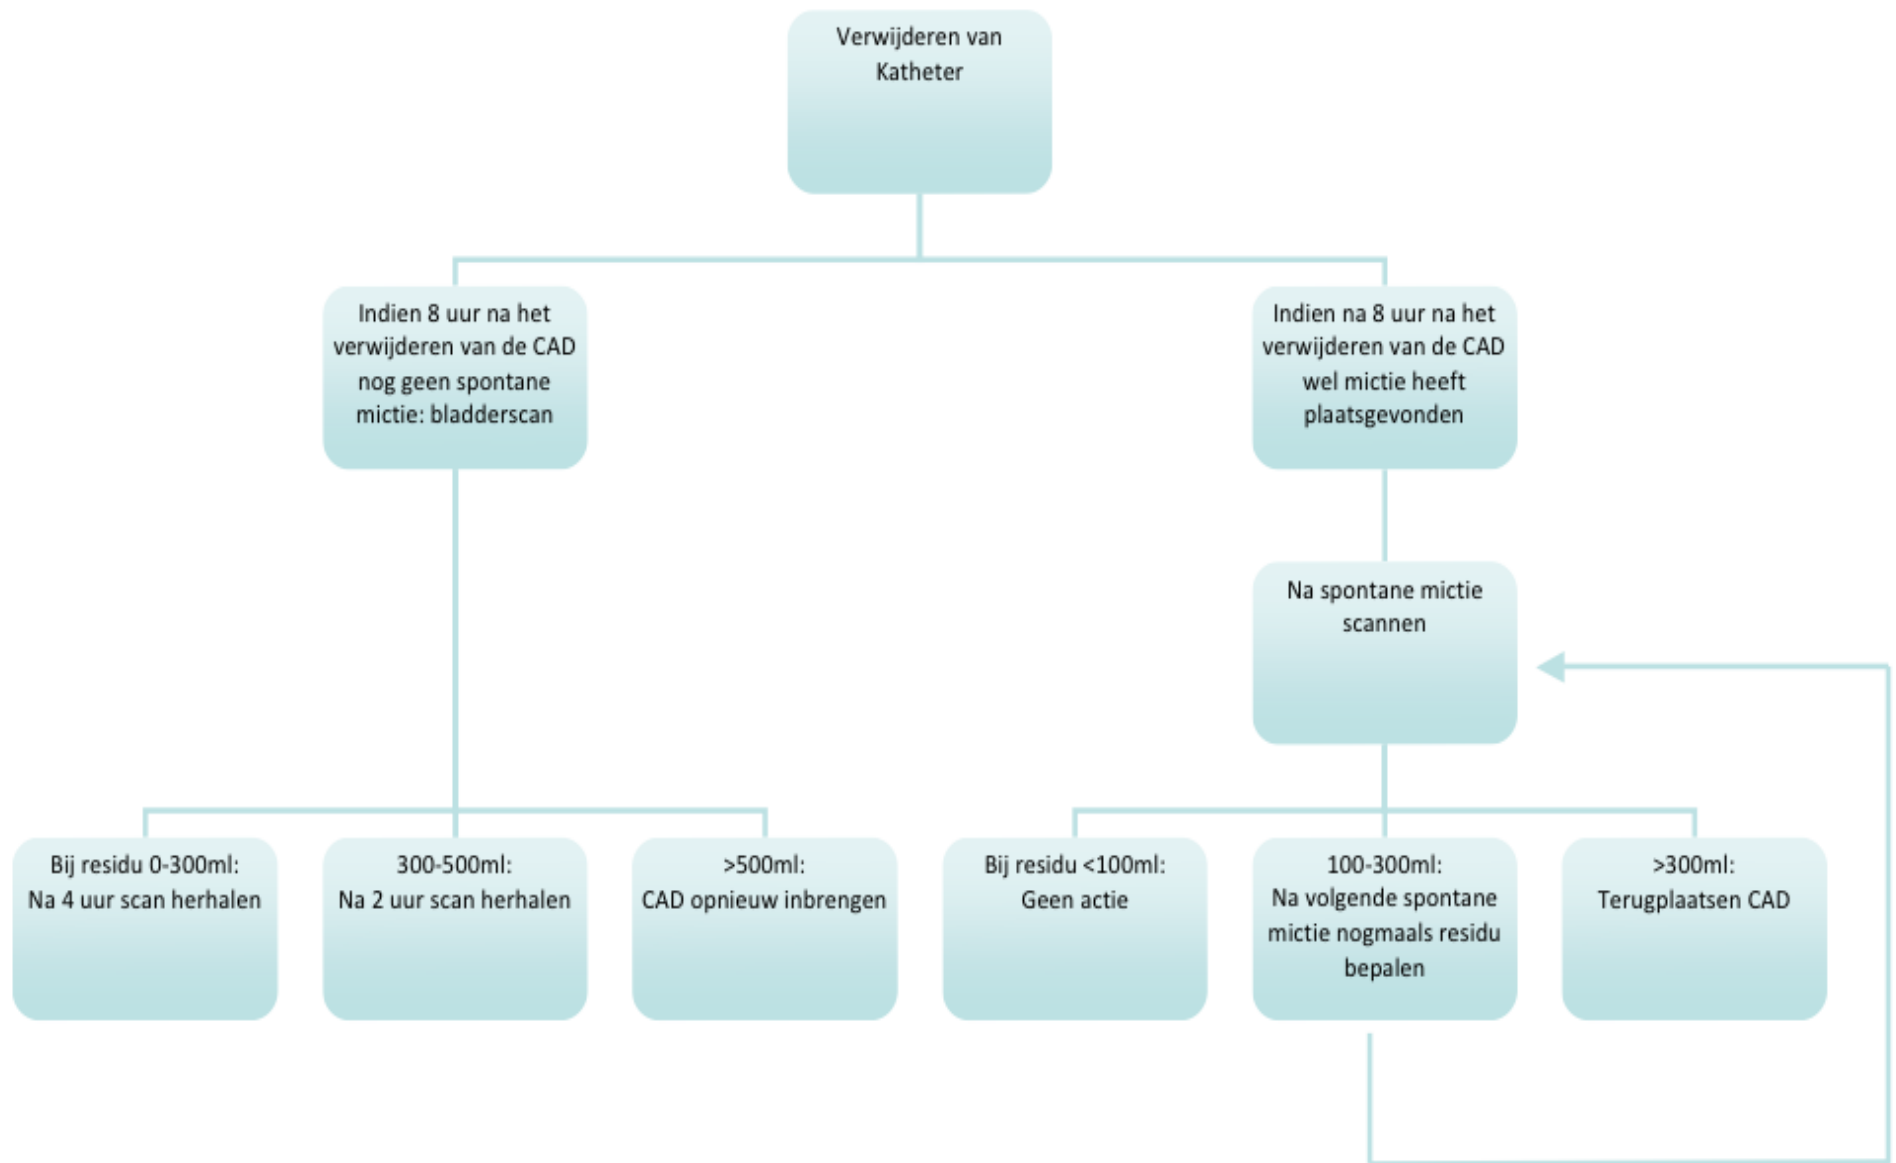 Verwijderen van
Katheter
Indien 8 uur na het
verwijderen van de CAD
nog geen spontane
mictie: bladderscan
Indien na 8 uur na het
verwijderen van de CAD
wel mictie heeft
plaatsgevonden
Na spontane mictie
scannen
Bij residu 0-300ml:
Na 4 uur scan herhalen
300-500ml:
Na 2 uur scan herhalen
>500ml:
CAD opnieuw inbrengen
Bij residu <100ml:
Geen actie
100-300ml:
Na volgende spontane
mictie nogmaals residu
bepalen
>300ml:
Terugplaatsen CAD